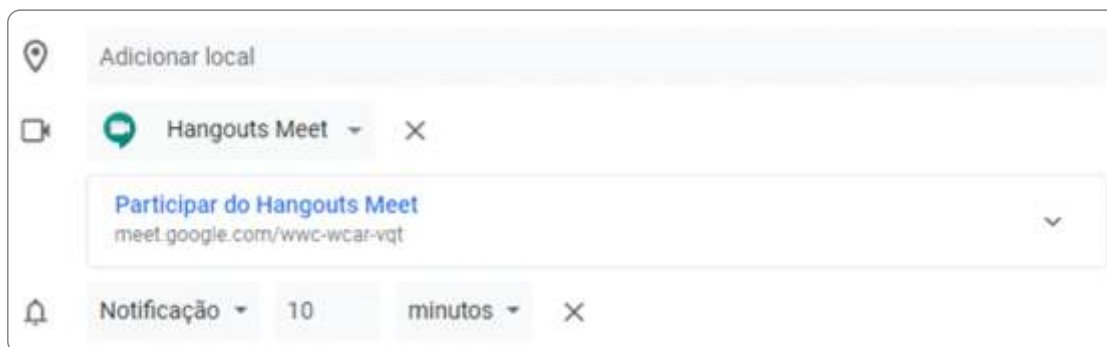 Adicionar local
Hangouts Meet
Participar do Hangouts Meet
meet.google.com/wwc-wcar-vqt
Notificação 10 minutos